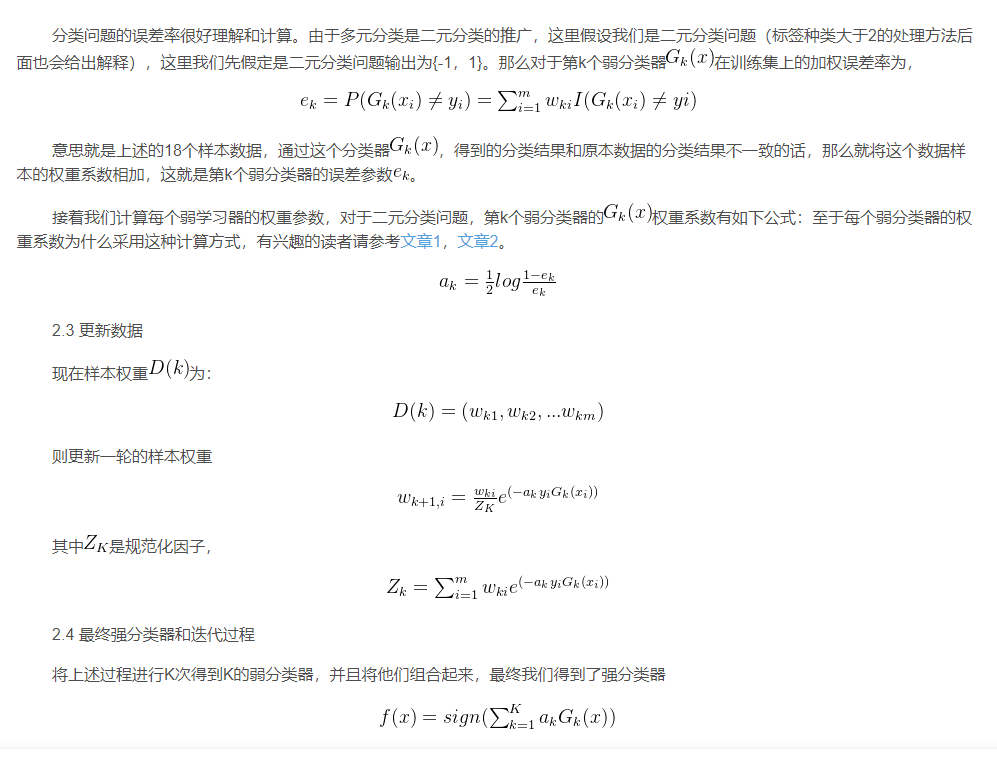 分类问题的误差率很好理解和计算。由于多元分类是二元分类的推广，这里假设我们是二元分类问题（标签种类大于2的处理方法后
面也会给出解释），这里我们先假定是二元分类问题输出为{-1，1}。那么对于第k个弱分类器G_k(x)在训练集上的加权误差率为，
e_k = P(G_k(x_i) ≠ y_i) = ∑_{i=1}^{m} w_{ki} I(G_k(x_i) ≠ yi)
意思就是上述的18个样本数据，通过这个分类器G_k(x)，得到的分类结果和原本数据的分类结果不一致的话，那么就将这个数据样
本的权重系数相加，这就是第k个弱分类器的误差参数e_k。
接着我们计算每个弱学习器的权重参数，对于二元分类问题，第k个弱分类器的G_k(x)权重系数有如下公式：至于每个弱分类器的权
重系数为什么采用这种计算方式，有兴趣的读者请参考文章1，文章2。
a_k = \frac{1}{2} log \frac{1-e_k}{e_k}
2.3 更新数据
现在样本权重D(k)为：
D(k) = (w_{k1}, w_{k2}, ...w_{km})
则更新一轮的样本权重
w_{k+1,i} = \frac{w_{ki}}{Z_K} e^{(-a_k y_i G_k(x_i))}
其中Z_K是规范化因子，
Z_k = ∑_{i=1}^{m} w_{ki} e^{(-a_k y_i G_k(x_i))}
2.4 最终强分类器和迭代过程
将上述过程进行K次得到K的弱分类器，并且将他们组合起来，最终我们得到了强分类器
f(x) = sign(∑_{k=1}^{K} a_k G_k(x))